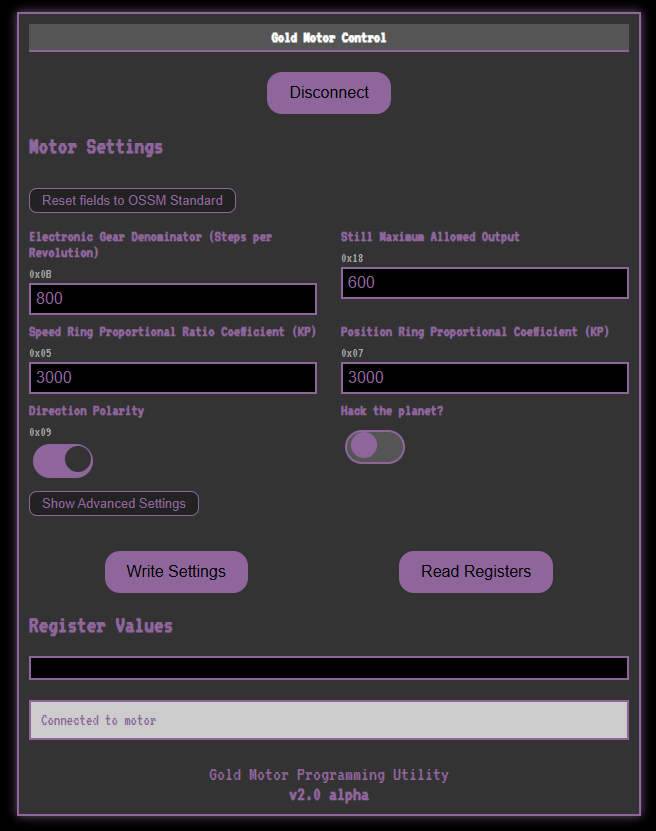 Gold Motor Control
Disconnect
Motor Settings
Reset fields to OSSM Standard
Electronic Gear Denominator (Steps per
Revolution)
0x0B
800
Still Maximum Allowed Output
0x18
600
Speed Ring Proportional Ratio Coefficient (KP)
0x05
3000
Position Ring Proportional Coefficient (KP)
0x07
3000
Direction Polarity
0x09
Hack the planet?
Show Advanced Settings
Write Settings
Read Registers
Register Values
Connected to motor
Gold Motor Programming Utility
v2.0 alpha